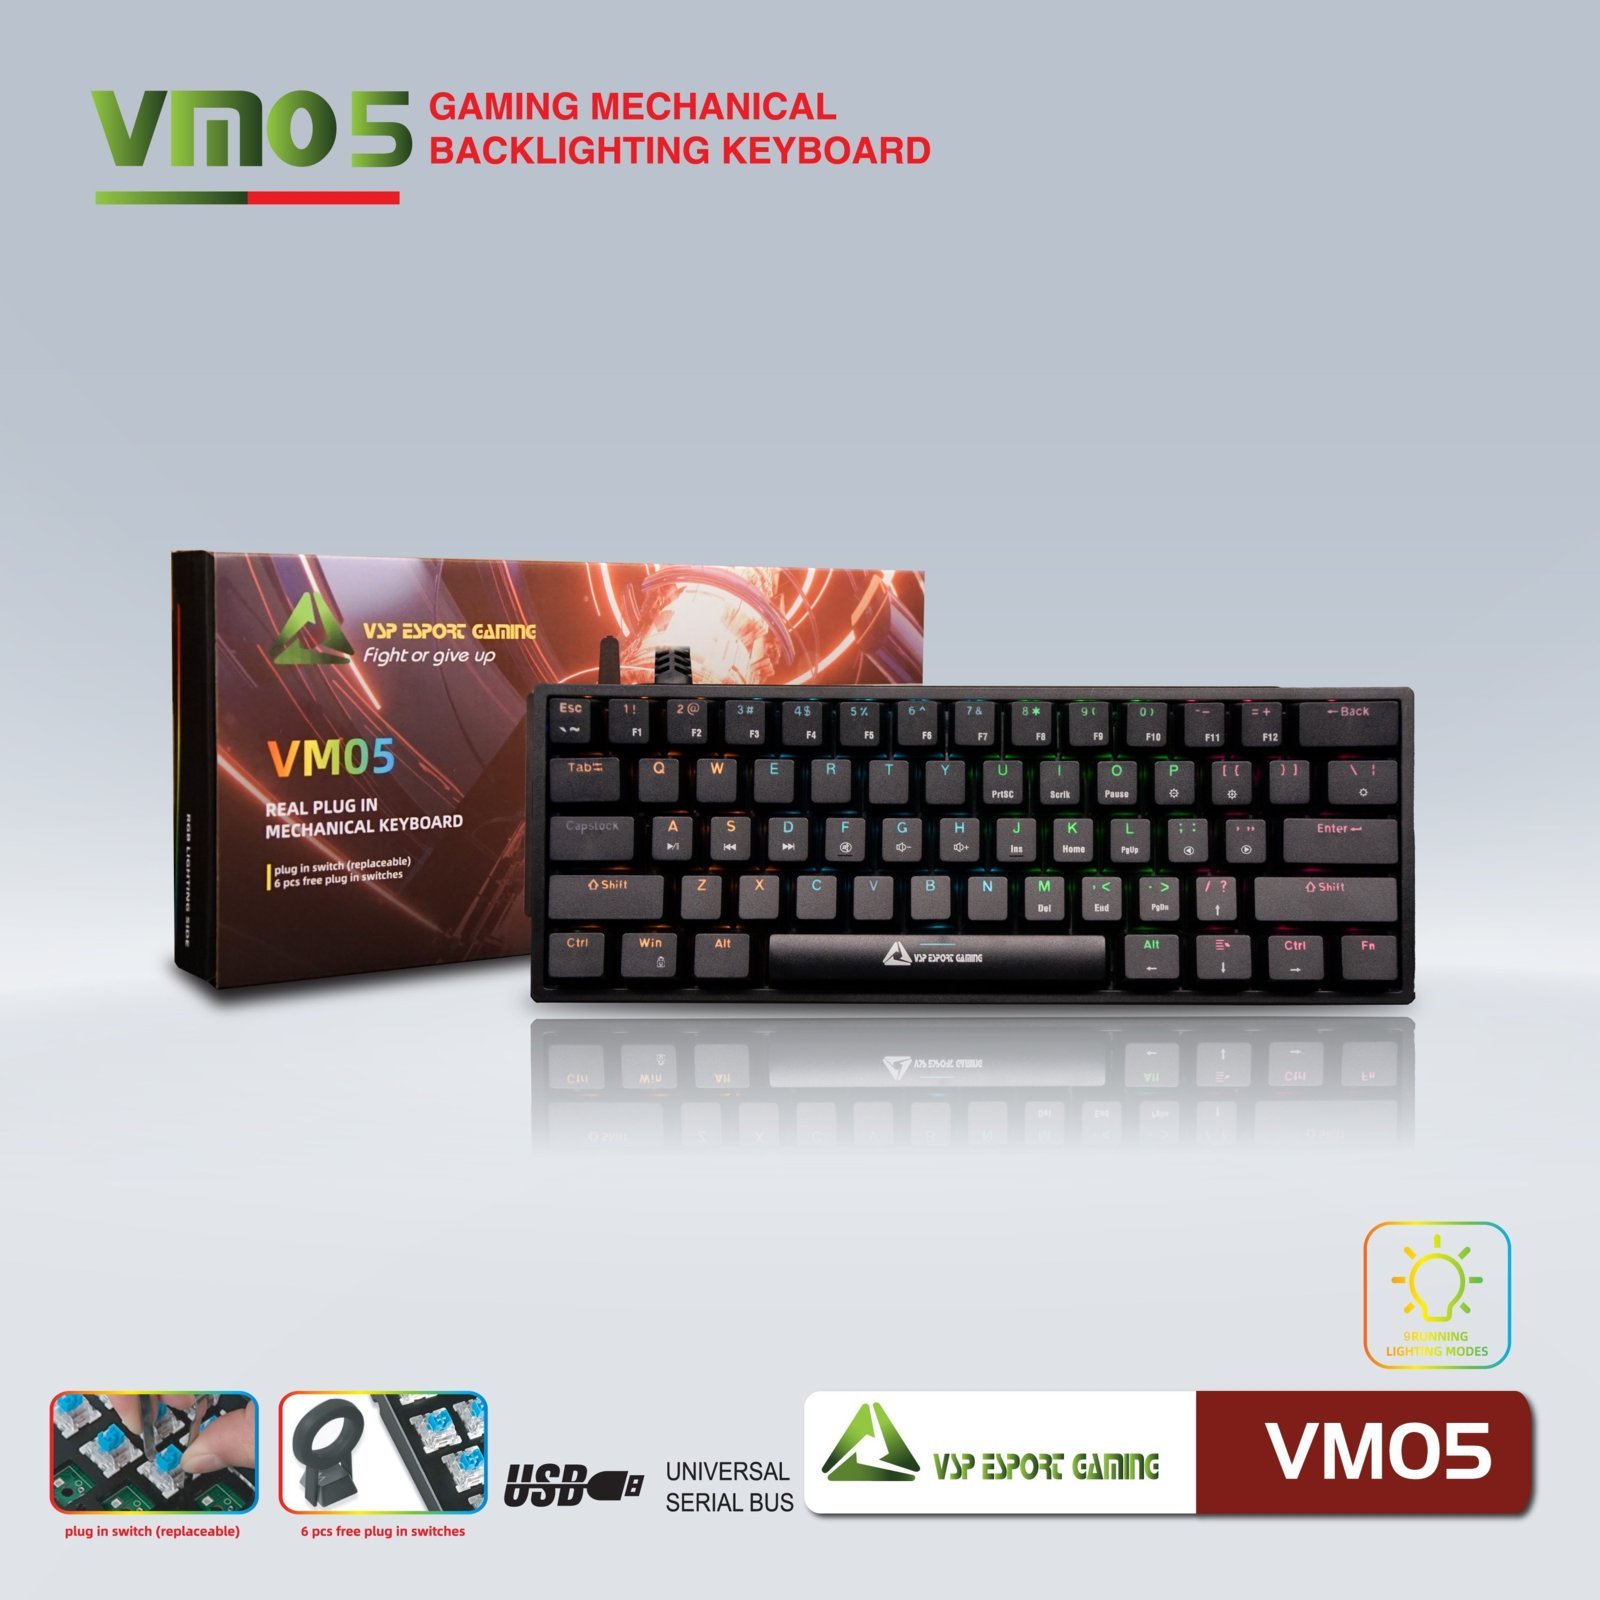 VM05
GAMING MECHANICAL
BACKLIGHTING KEYBOARD
VSP ESPORT GAMING
Fight or give up
VM05
REAL PLUG IN
MECHANICAL KEYBOARD
plug in switch (replaceable)
6 pcs free plug in switches
RGB LIGHTING SIDE
Esc 1 ! 2 @ 3 # 4 $ 5 % 6 ^ 7 & 8 * 9 ( 0 ) - – = + ←Back
` ~ F1 F2 F3 F4 F5 F6 F7 F8 F9 F10 F11 F12
Tab Q W E R T Y U I O P [ { } ] \ ¦
PrtSC Scrlk Pause
Capslock A S D F G H J K L ; : ' " Enter
Ins Home PgUp
Shift Z X C V B N M , < . > / ? Shift
Del End PgDn ↑
Ctrl Win Alt Alt Ctrl Fn
← ↓ →
VSP ESPORT GAMING
9RUNNING
LIGHTING MODES
plug in switch (replaceable)
6 pcs free plug in switches
USB
UNIVERSAL
SERIAL BUS
VSP ESPORT GAMING
VM05